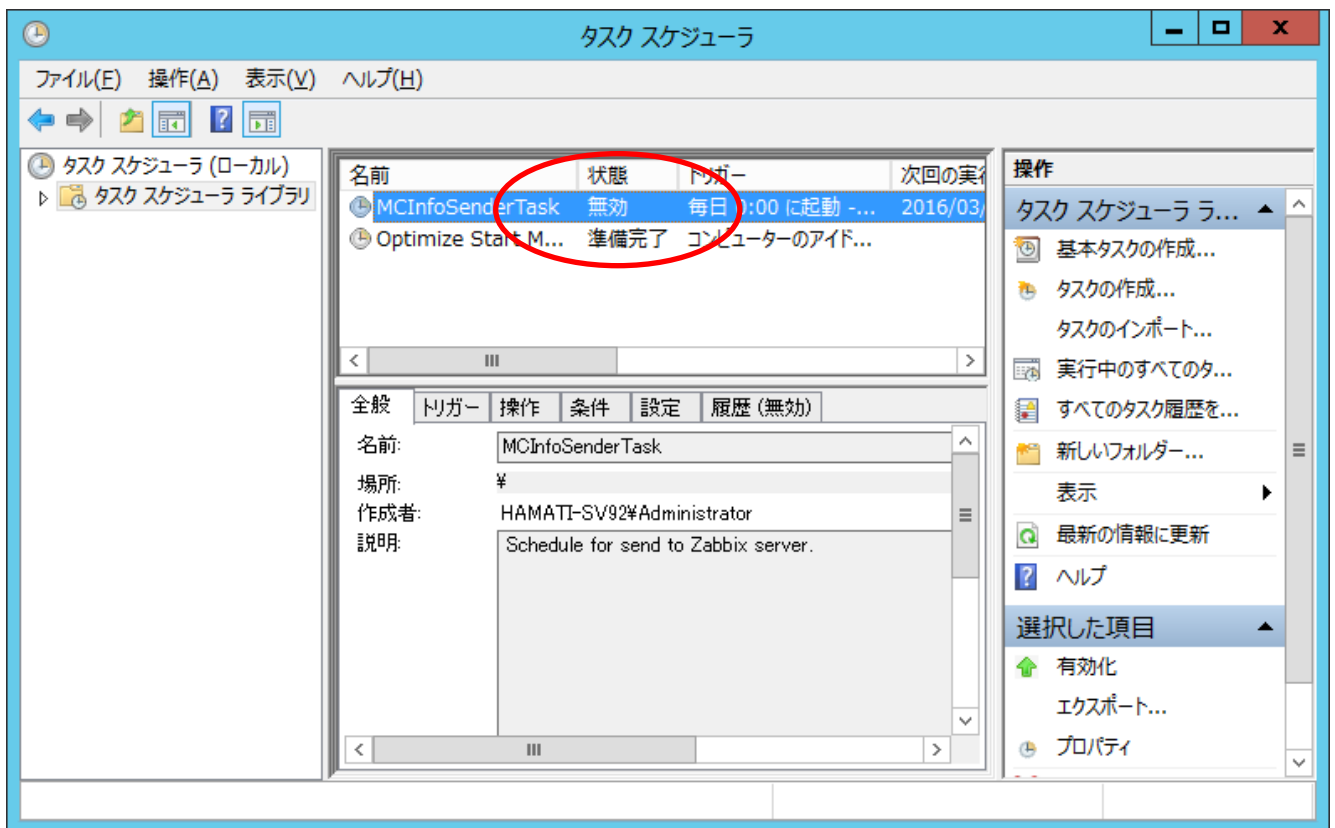 タスク スケジューラ
ファイル(F) 操作(A) 表示(V) ヘルプ(H)
タスク スケジューラ (ローカル)
タスク スケジューラ ライブラリ
名前 状態 トリガー 次回の実行
MCInfoSenderTask 無効 毎日 0:00 に起動 -... 2016/03/
Optimize Start M... 準備完了 コンピューターのアイド...
全般 トリガー 操作 条件 設定 履歴 (無効)
名前: MCInfoSenderTask
場所: ¥
作成者: HAMATI-SV92¥Administrator
説明: Schedule for send to Zabbix server.
操作
タスク スケジューラ ラ...
基本タスクの作成...
タスクの作成...
タスクのインポート...
実行中のすべてのタ...
すべてのタスク履歴を...
新しいフォルダー...
表示
最新の情報に更新
ヘルプ
選択した項目
有効化
エクスポート...
プロパティ